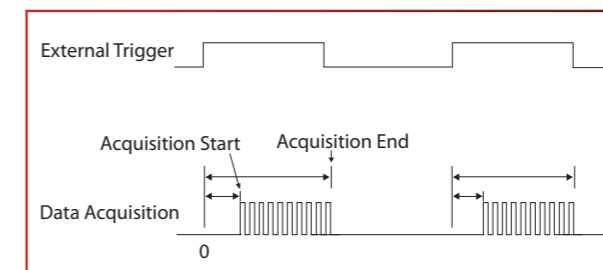 External Trigger
Acquisition Start
Acquisition End
Data Acquisition
0